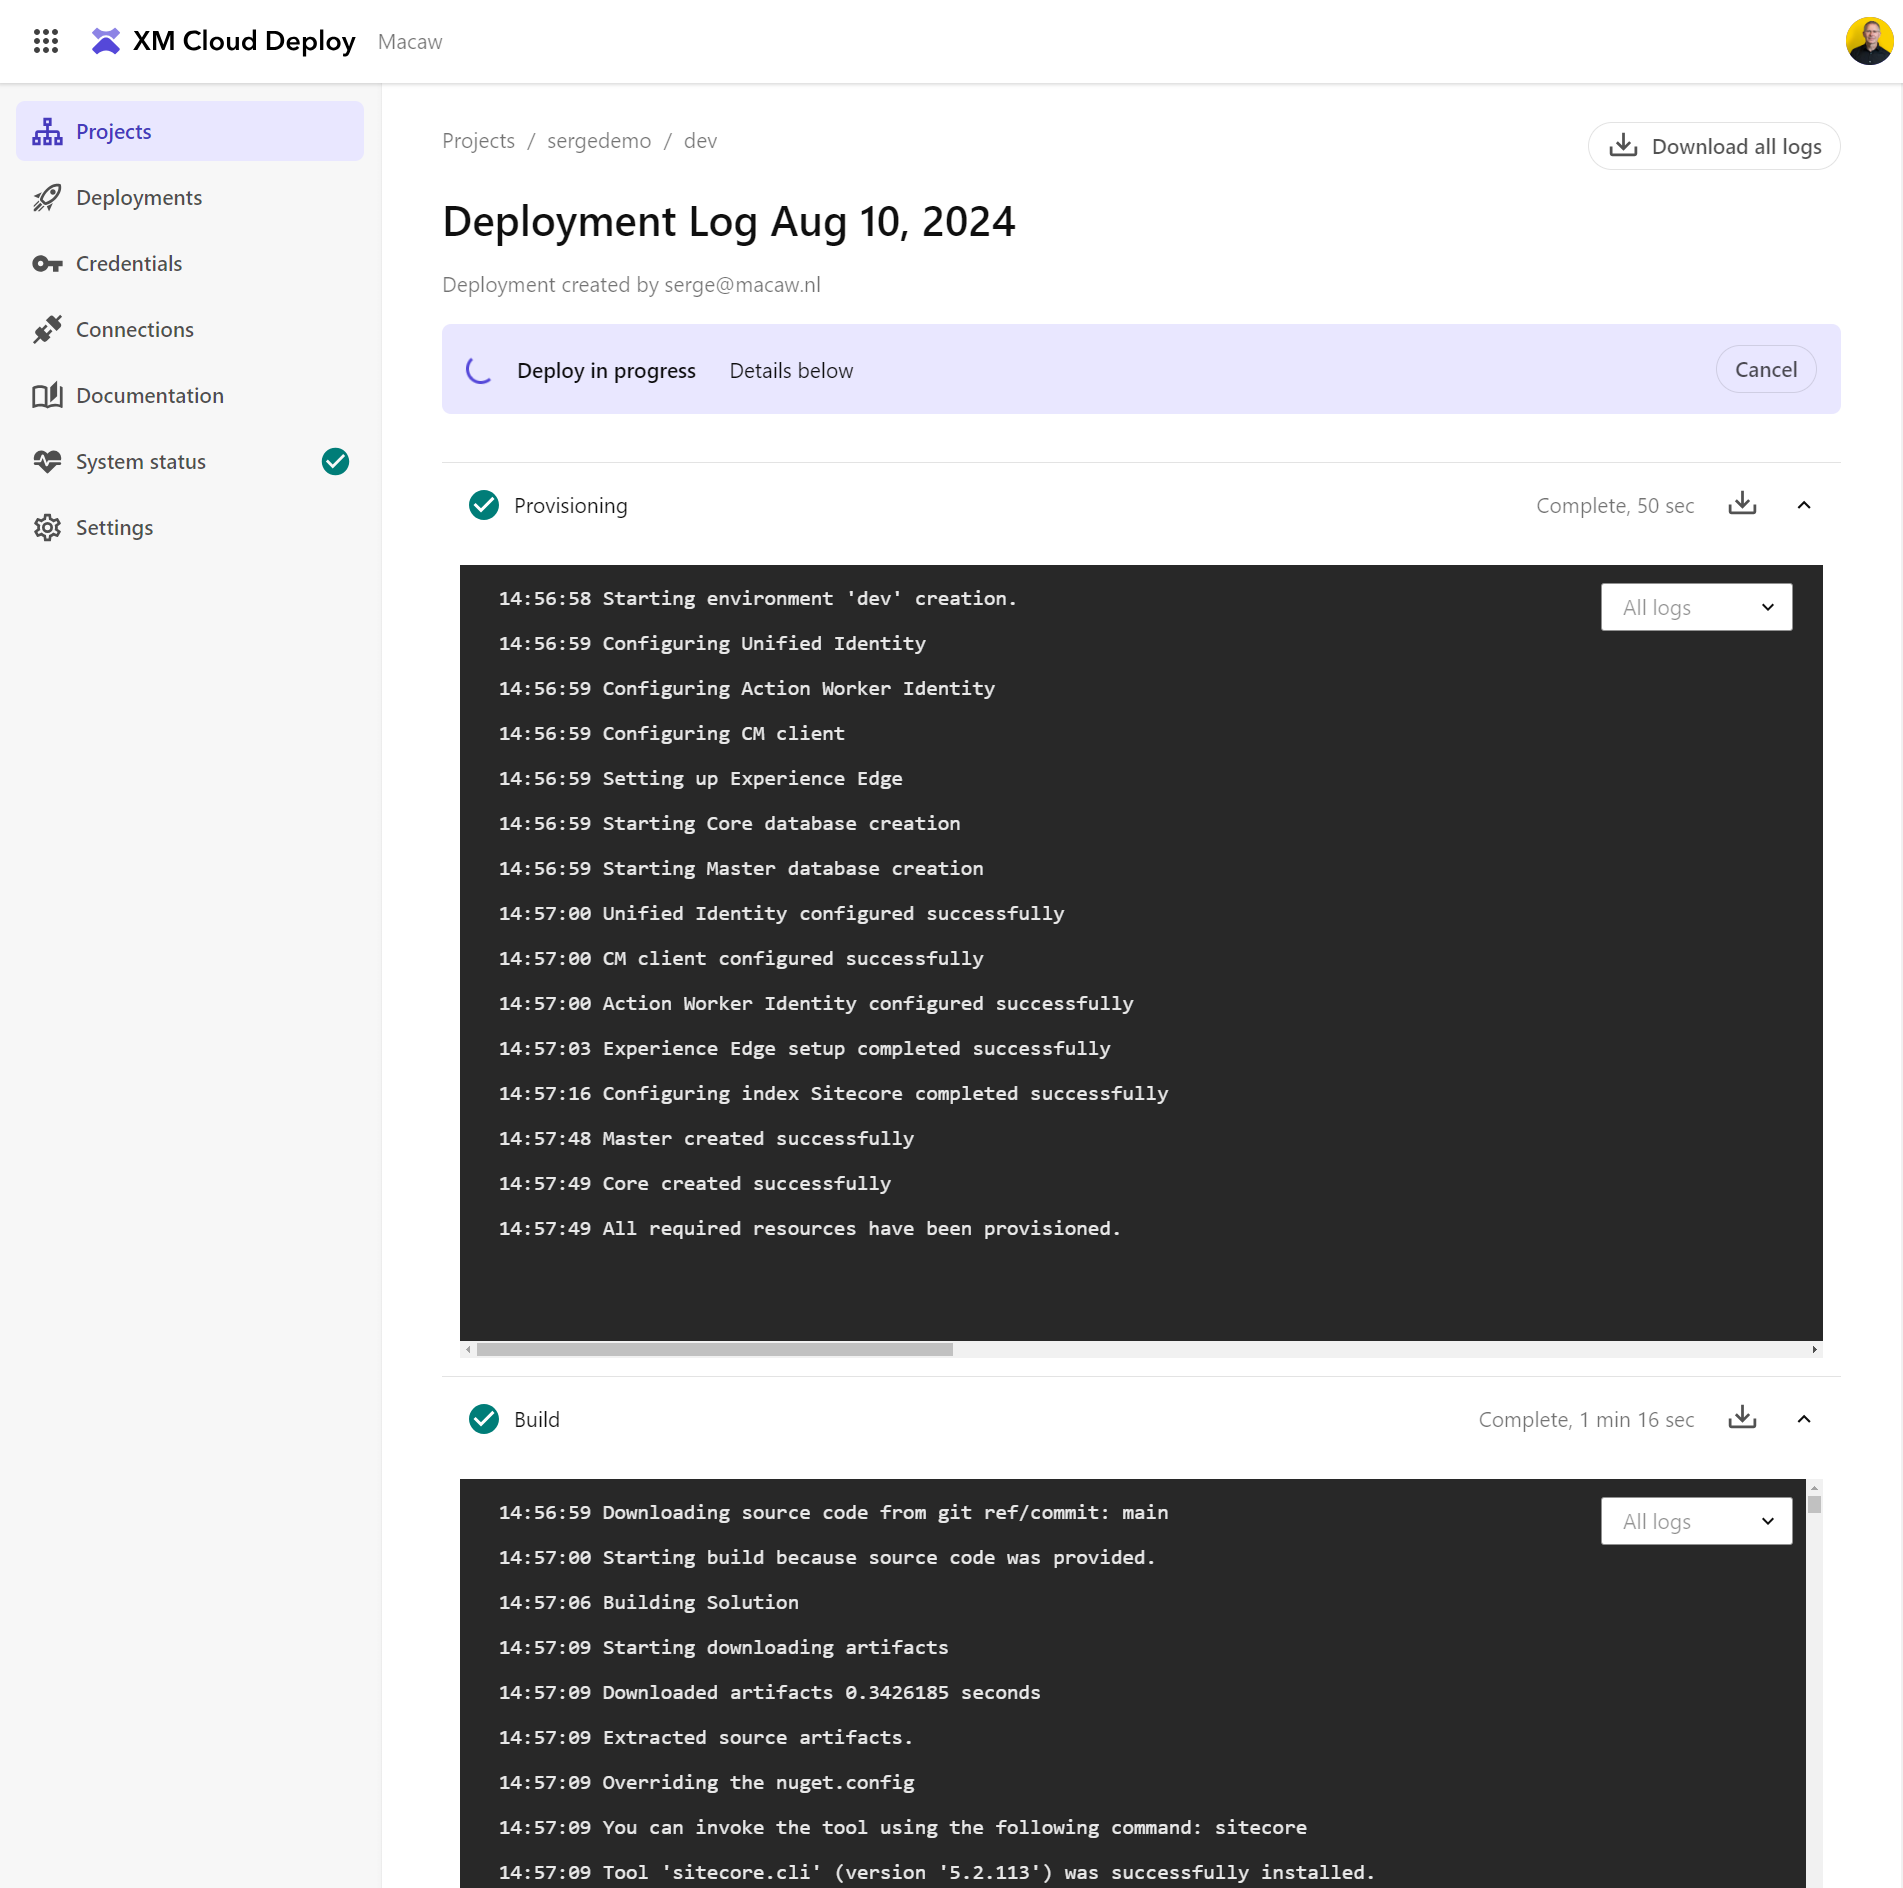 XM Cloud Deploy Macaw
Projects
Deployments
Credentials
Connections
Documentation
System status
Settings
Projects / sergedemo / dev
Download all logs
Deployment Log Aug 10, 2024
Deployment created by serge@macaw.nl
Deploy in progress Details below Cancel
Provisioning Complete, 50 sec
All logs
14:56:58 Starting environment 'dev' creation.
14:56:59 Configuring Unified Identity
14:56:59 Configuring Action Worker Identity
14:56:59 Configuring CM client
14:56:59 Setting up Experience Edge
14:56:59 Starting Core database creation
14:56:59 Starting Master database creation
14:57:00 Unified Identity configured successfully
14:57:00 CM client configured successfully
14:57:00 Action Worker Identity configured successfully
14:57:03 Experience Edge setup completed successfully
14:57:16 Configuring index Sitecore completed successfully
14:57:48 Master created successfully
14:57:49 Core created successfully
14:57:49 All required resources have been provisioned.
Build Complete, 1 min 16 sec
All logs
14:56:59 Downloading source code from git ref/commit: main
14:57:00 Starting build because source code was provided.
14:57:06 Building Solution
14:57:09 Starting downloading artifacts
14:57:09 Downloaded artifacts 0.3426185 seconds
14:57:09 Extracted source artifacts.
14:57:09 Overriding the nuget.config
14:57:09 You can invoke the tool using the following command: sitecore
14:57:09 Tool 'sitecore.cli' (version '5.2.113') was successfully installed.